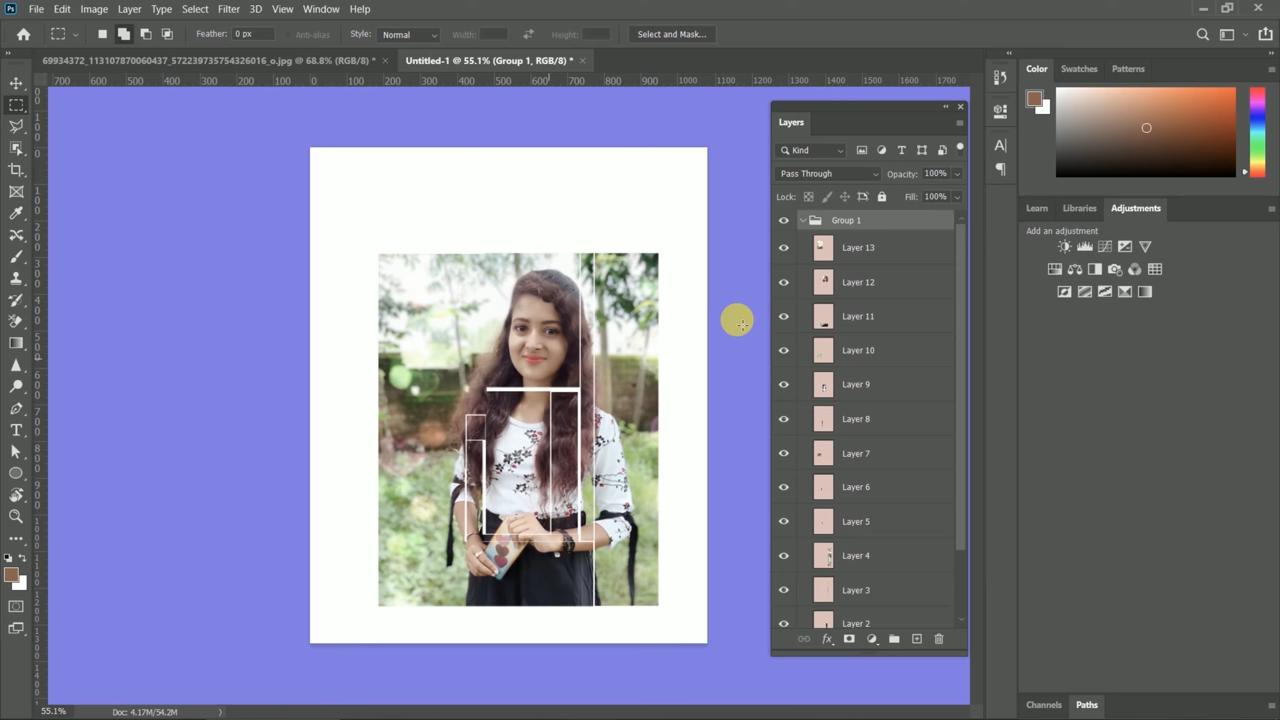 Ps File Edit Image Layer Type Select Filter 3D View Window Help
Feather: 0 px Anti-alias Style: Normal Width: Height: Select and Mask...
69934372_113107870060437_572239735754326016_o.jpg @ 68.8% (RGB/8) * × Untitled-1 @ 55.1% (Group 1, RGB/8) * ×
700 600 500 400 300 200 100 0 100 200 300 400 500 600 700 800 900 1000 1100 1200 1300 1400 1500 1600 1700
Layers
Kind
Pass Through Opacity: 100%
Lock: Fill: 100%
Group 1
Layer 13
Layer 12
Layer 11
Layer 10
Layer 9
Layer 8
Layer 7
Layer 6
Layer 5
Layer 4
Layer 3
Layer 2
fx
Color Swatches Patterns
Learn Libraries Adjustments
Add an adjustment
Channels Paths
55.1% Doc: 4.17M/54.2M